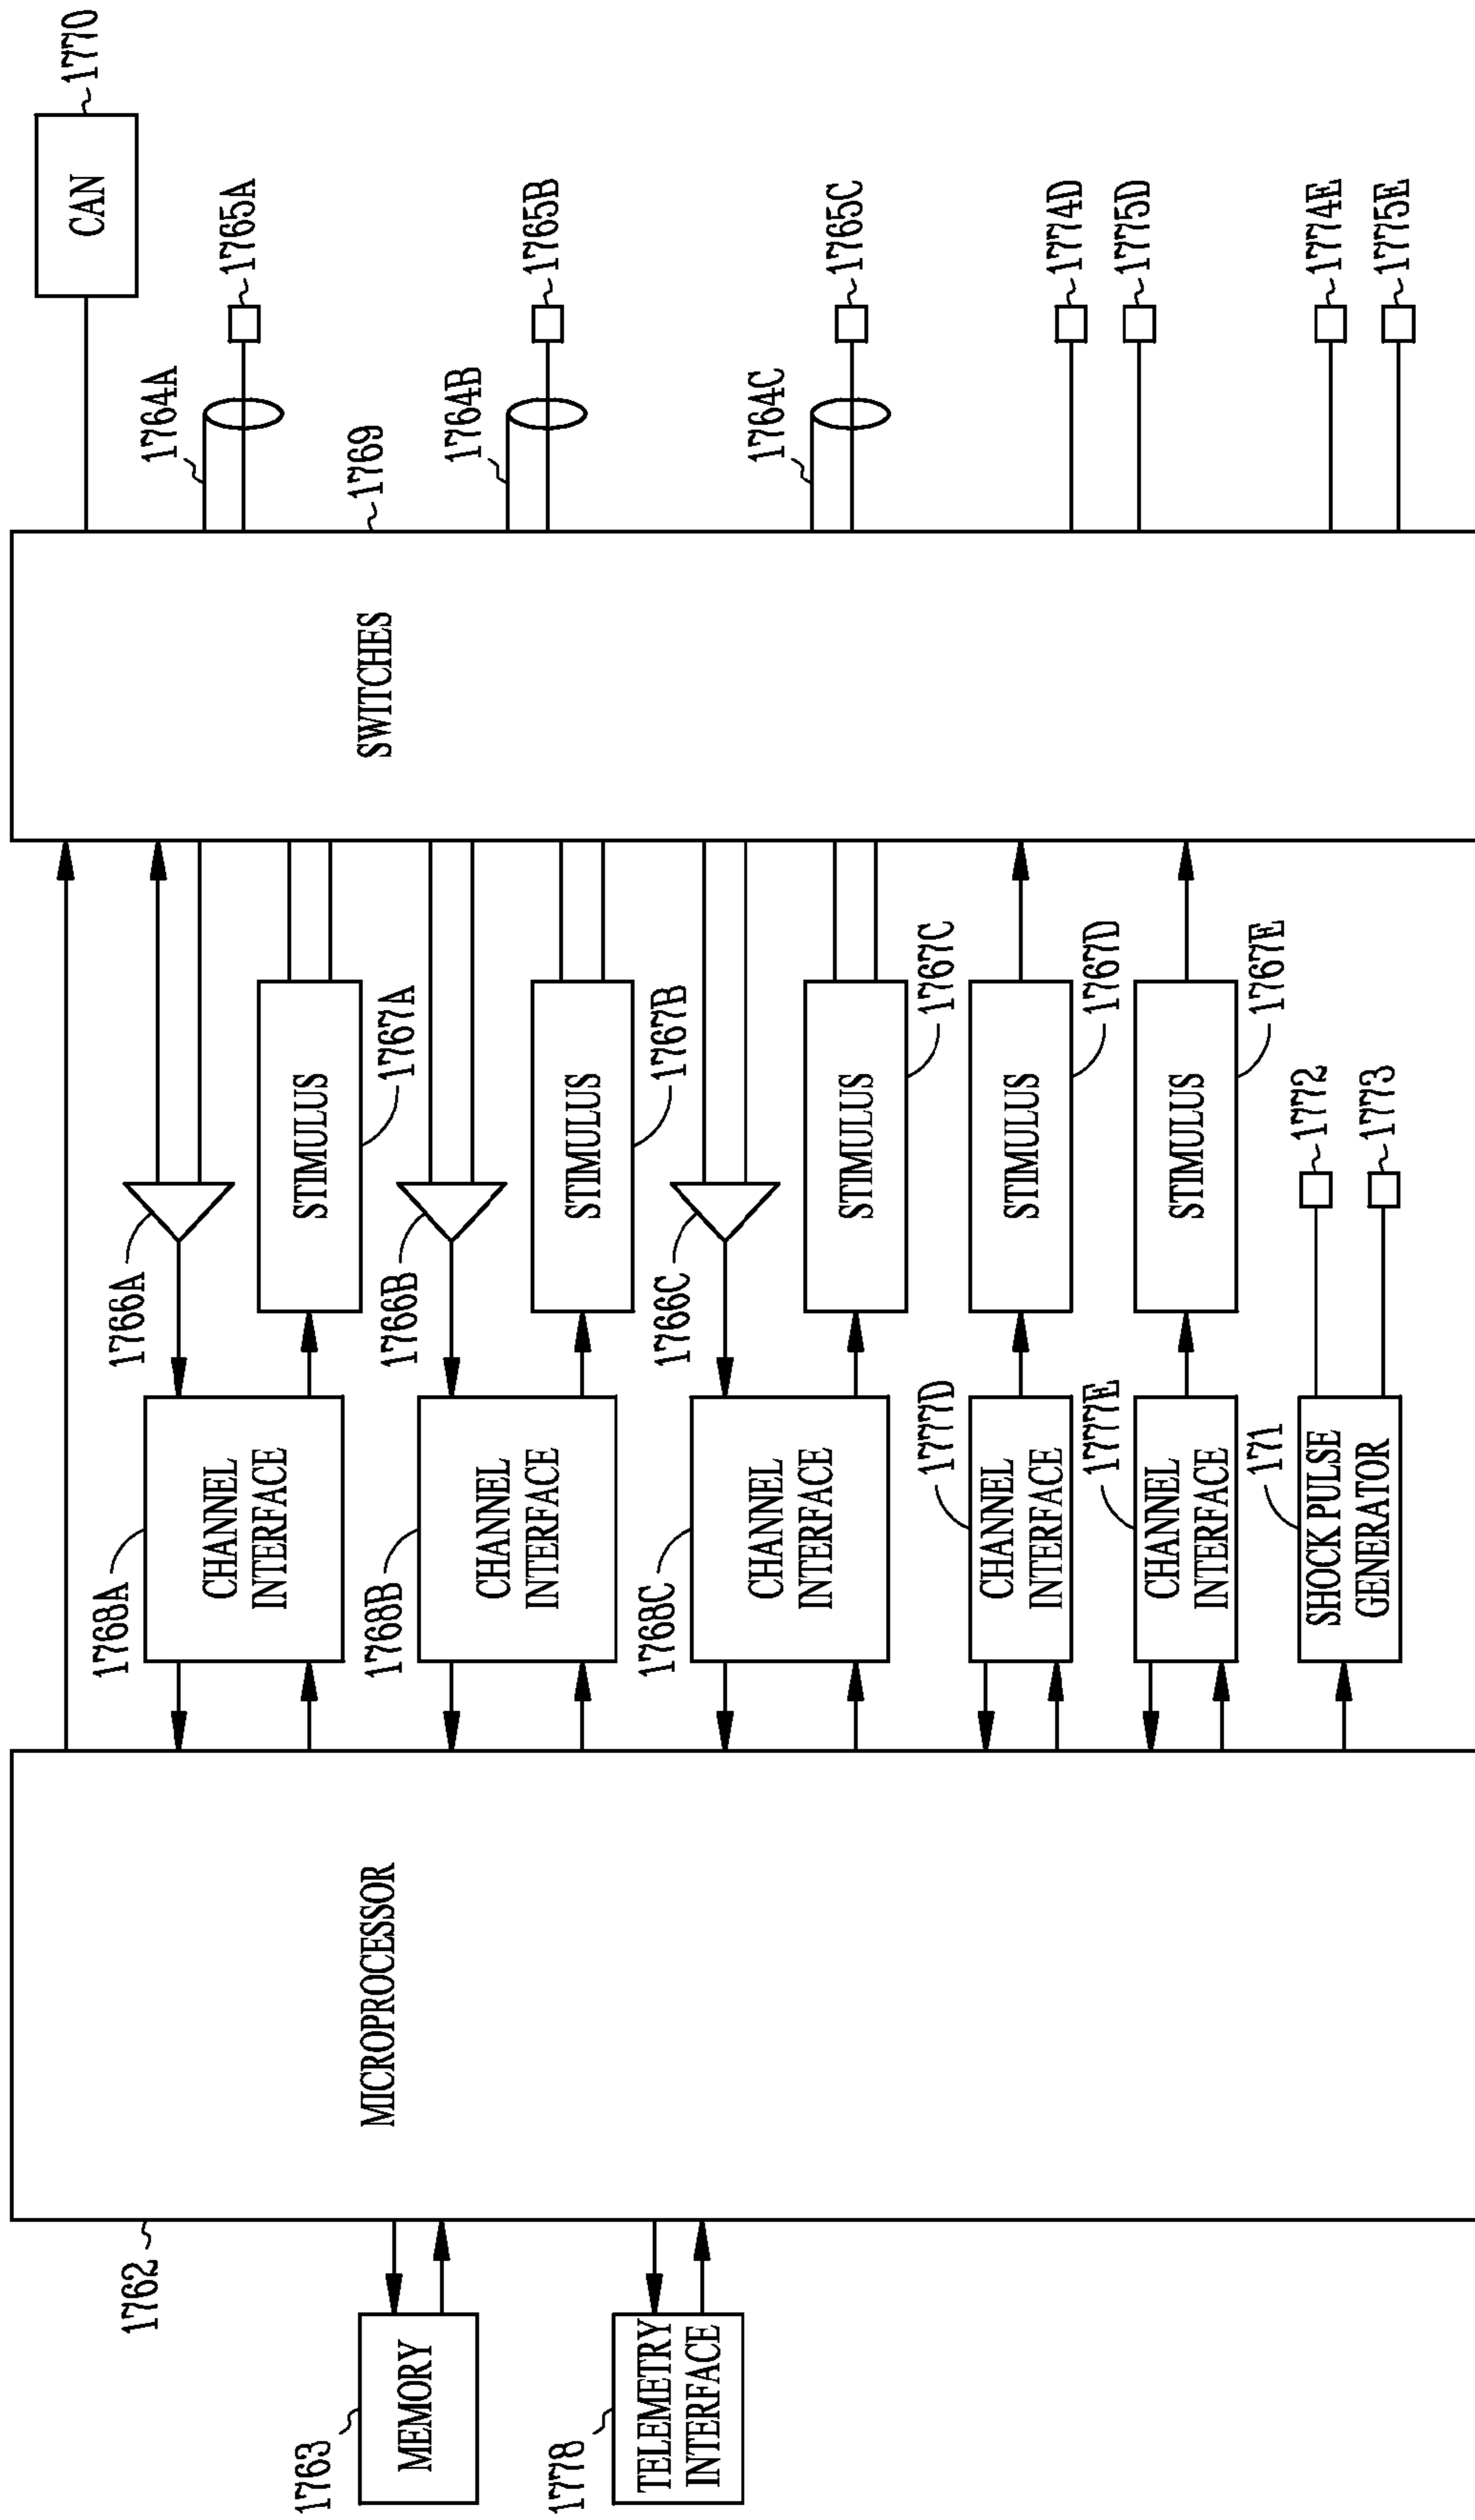 1763
MEMORY
1778
TELEMETRY
INTERFACE
1762
MICROPROCESSOR
1768A
CHANNEL
INTERFACE
1766A
STIMULUS
1767A
1768B
CHANNEL
INTERFACE
1766B
STIMULUS
1767B
1768C
CHANNEL
INTERFACE
1766C
STIMULUS
1767C
1777D
CHANNEL
INTERFACE
STIMULUS
1767D
1777E
CHANNEL
INTERFACE
STIMULUS
1767E
171
SHOCK PULSE
GENERATOR
1772
1773
SWITCHES
1769
CAN
1770
1764A
1765A
1764B
1765B
1764C
1765C
1774D
1775D
1774E
1775E